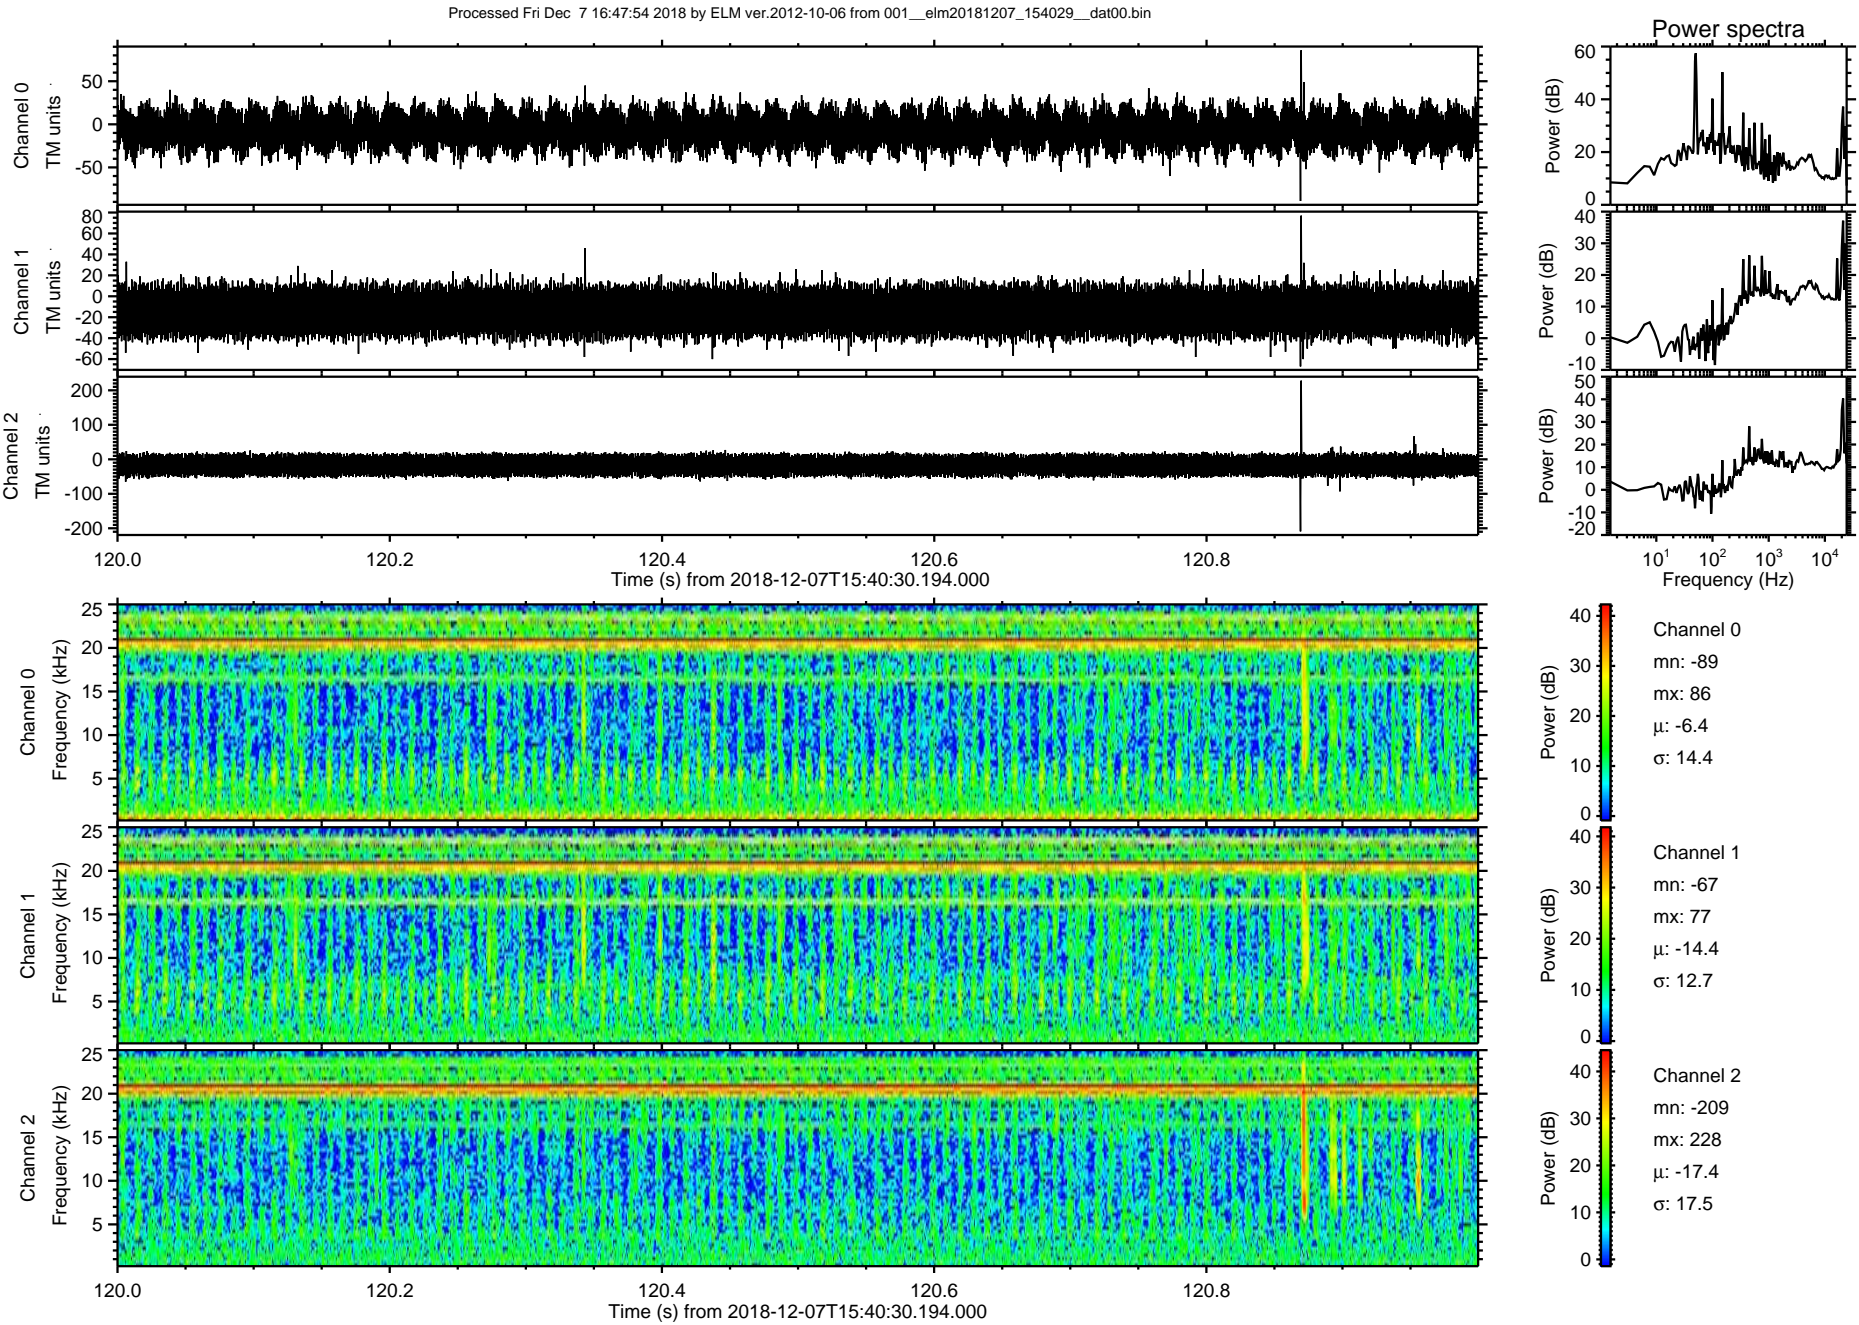 Processed Fri Dec  7 16:47:54 2018 by ELM ver.2012-10-06 from 001__elm20181207_154029__dat00.bin
Power spectra
Channel 0
TM units
50
0
-50
Power (dB)
60
40
20
0
Channel 1
TM units
80
60
40
20
0
-20
-40
-60
Power (dB)
40
30
20
10
0
-10
Channel 2
TM units
200
100
0
-100
-200
Power (dB)
50
40
30
20
10
0
-10
-20
120.0
120.2
120.4
120.6
120.8
Time (s) from 2018-12-07T15:40:30.194.000
10¹
10²
10³
10⁴
Frequency (Hz)
Channel 0
Frequency (kHz)
25
20
15
10
5
Power (dB)
40
30
20
10
0
Channel 0
mn: -89
mx: 86
μ: -6.4
σ: 14.4
Channel 1
Frequency (kHz)
25
20
15
10
5
Power (dB)
40
30
20
10
0
Channel 1
mn: -67
mx: 77
μ: -14.4
σ: 12.7
Channel 2
Frequency (kHz)
25
20
15
10
5
Power (dB)
40
30
20
10
0
Channel 2
mn: -209
mx: 228
μ: -17.4
σ: 17.5
120.0
120.2
120.4
120.6
120.8
Time (s) from 2018-12-07T15:40:30.194.000